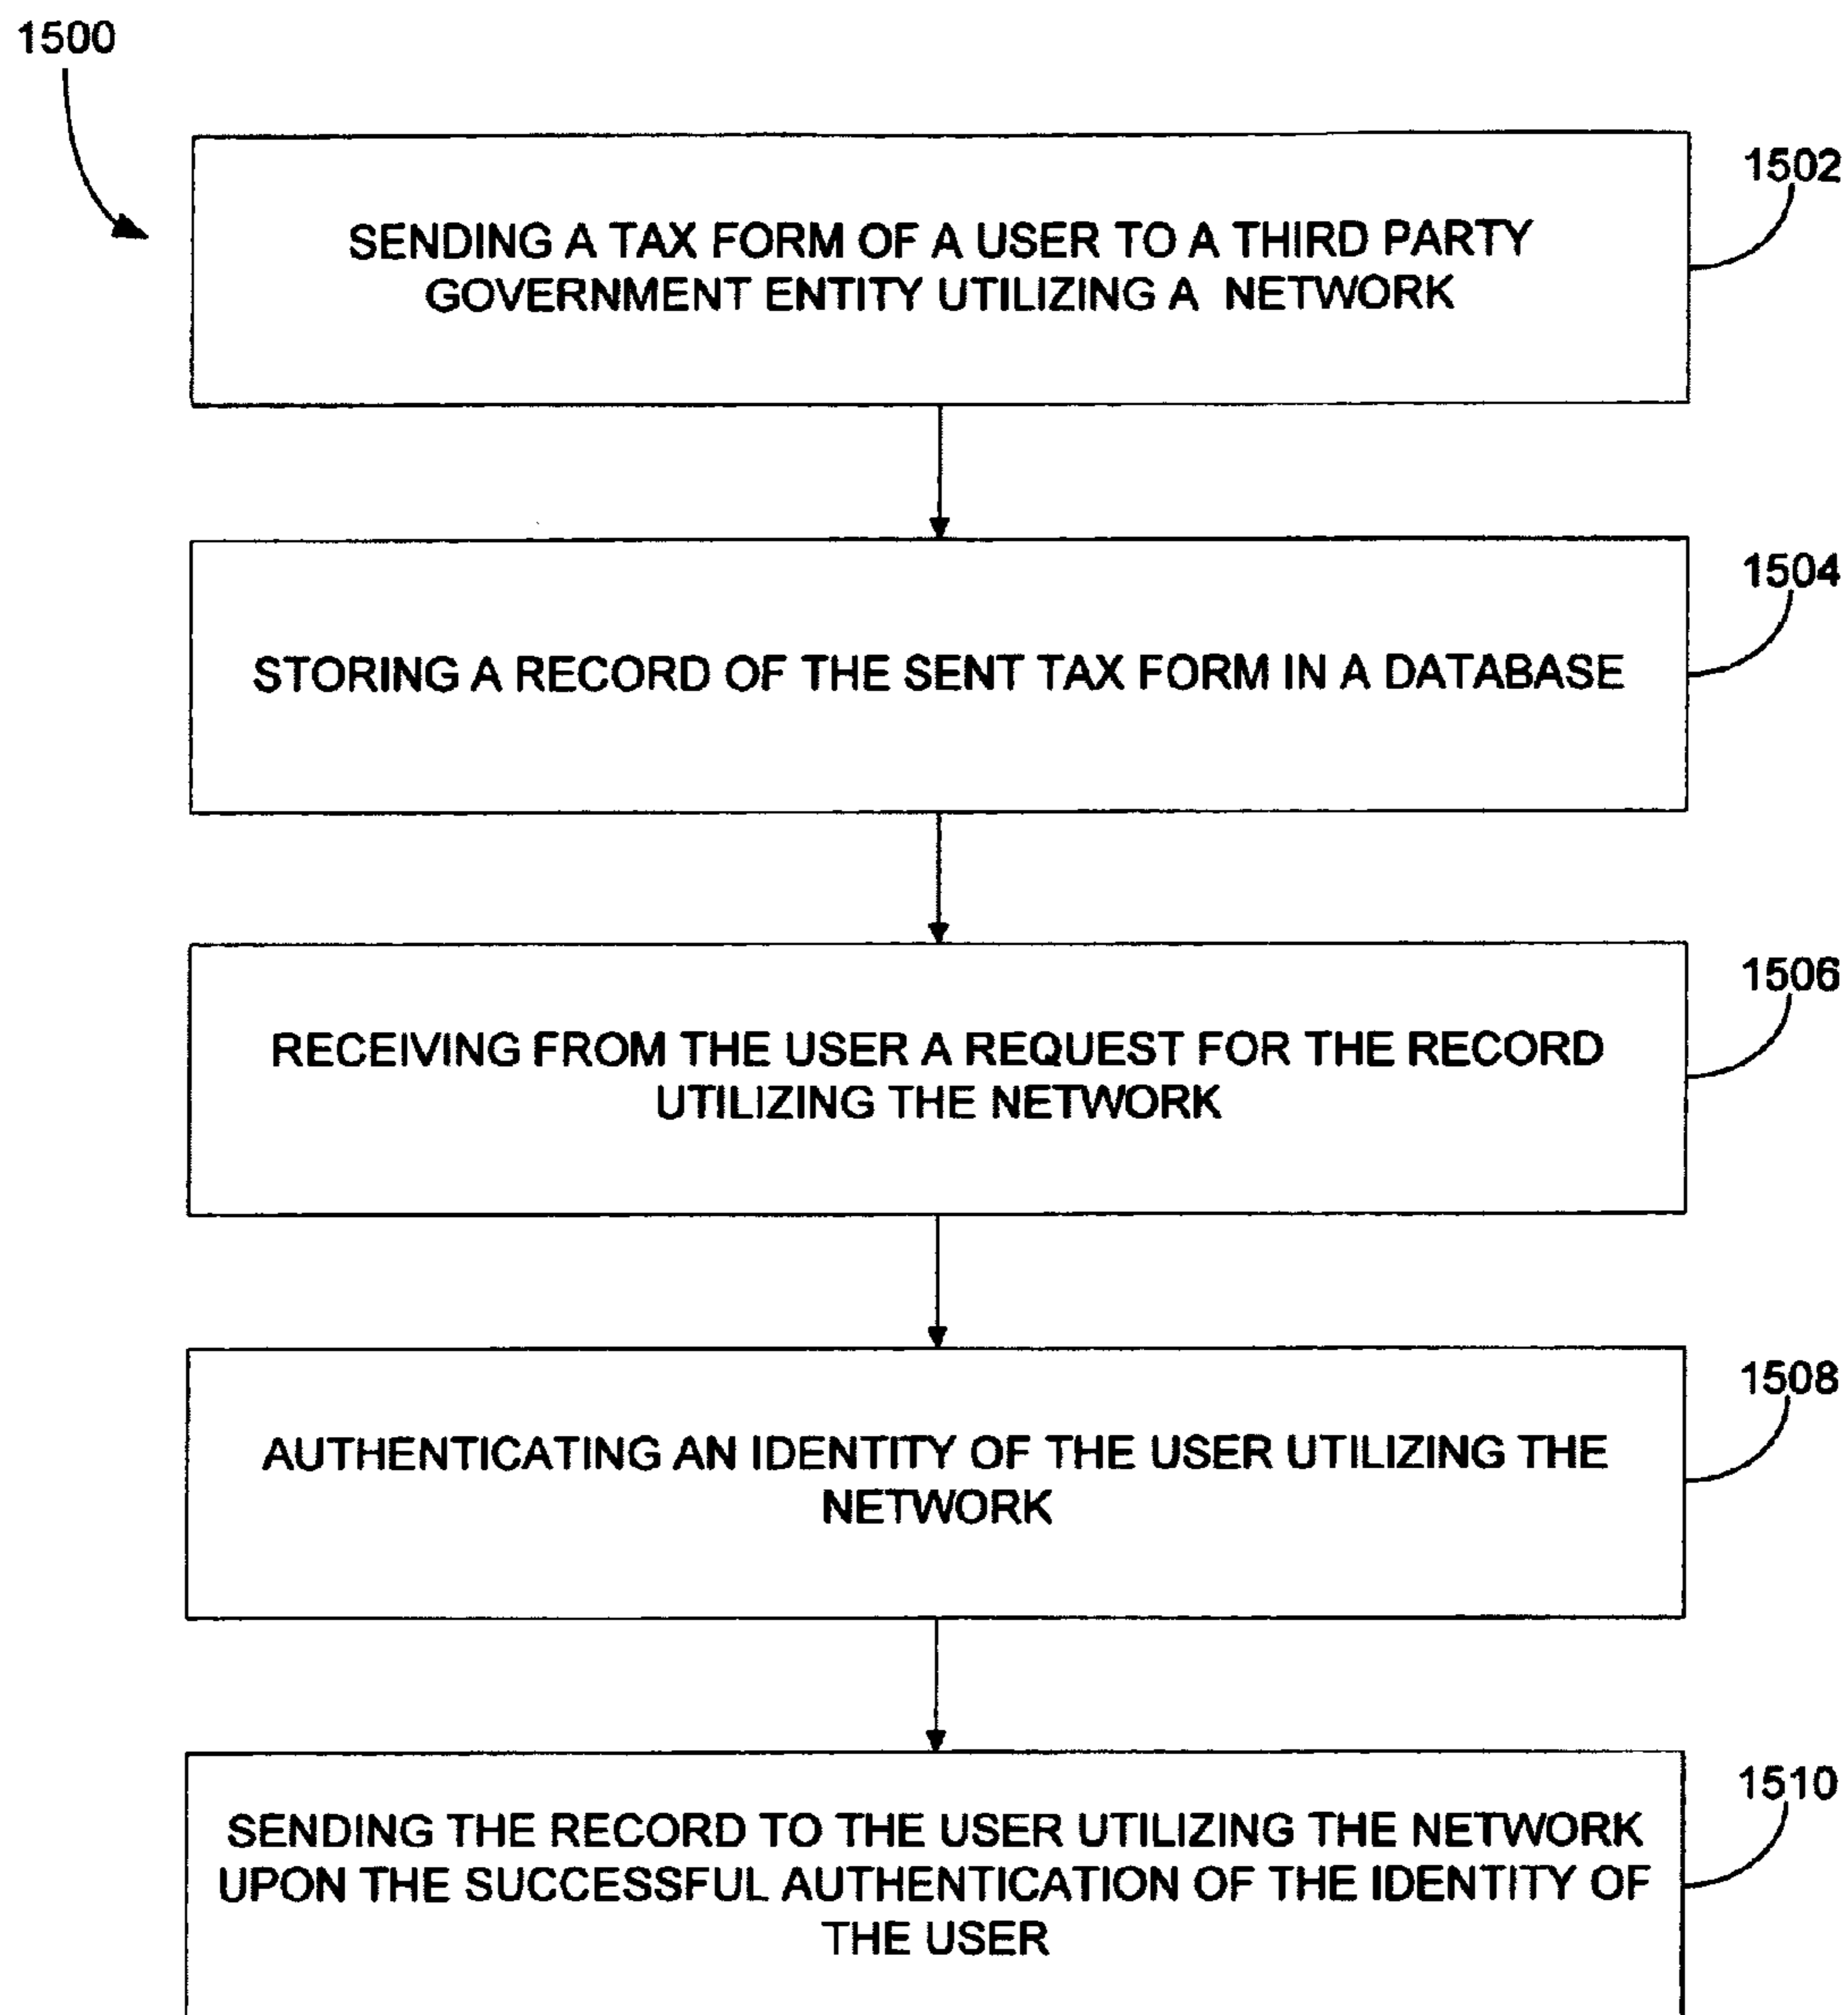 1500
1502
SENDING A TAX FORM OF A USER TO A THIRD PARTY
GOVERNMENT ENTITY UTILIZING A NETWORK
1504
STORING A RECORD OF THE SENT TAX FORM IN A DATABASE
1506
RECEIVING FROM THE USER A REQUEST FOR THE RECORD
UTILIZING THE NETWORK
1508
AUTHENTICATING AN IDENTITY OF THE USER UTILIZING THE
NETWORK
1510
SENDING THE RECORD TO THE USER UTILIZING THE NETWORK
UPON THE SUCCESSFUL AUTHENTICATION OF THE IDENTITY OF
THE USER